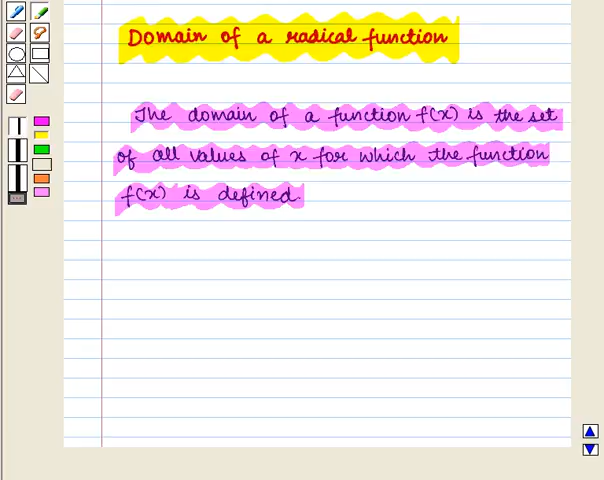 Domain of a radical function
The domain of a function f(x) is the set
of all values of x for which the function
f(x) is defined.